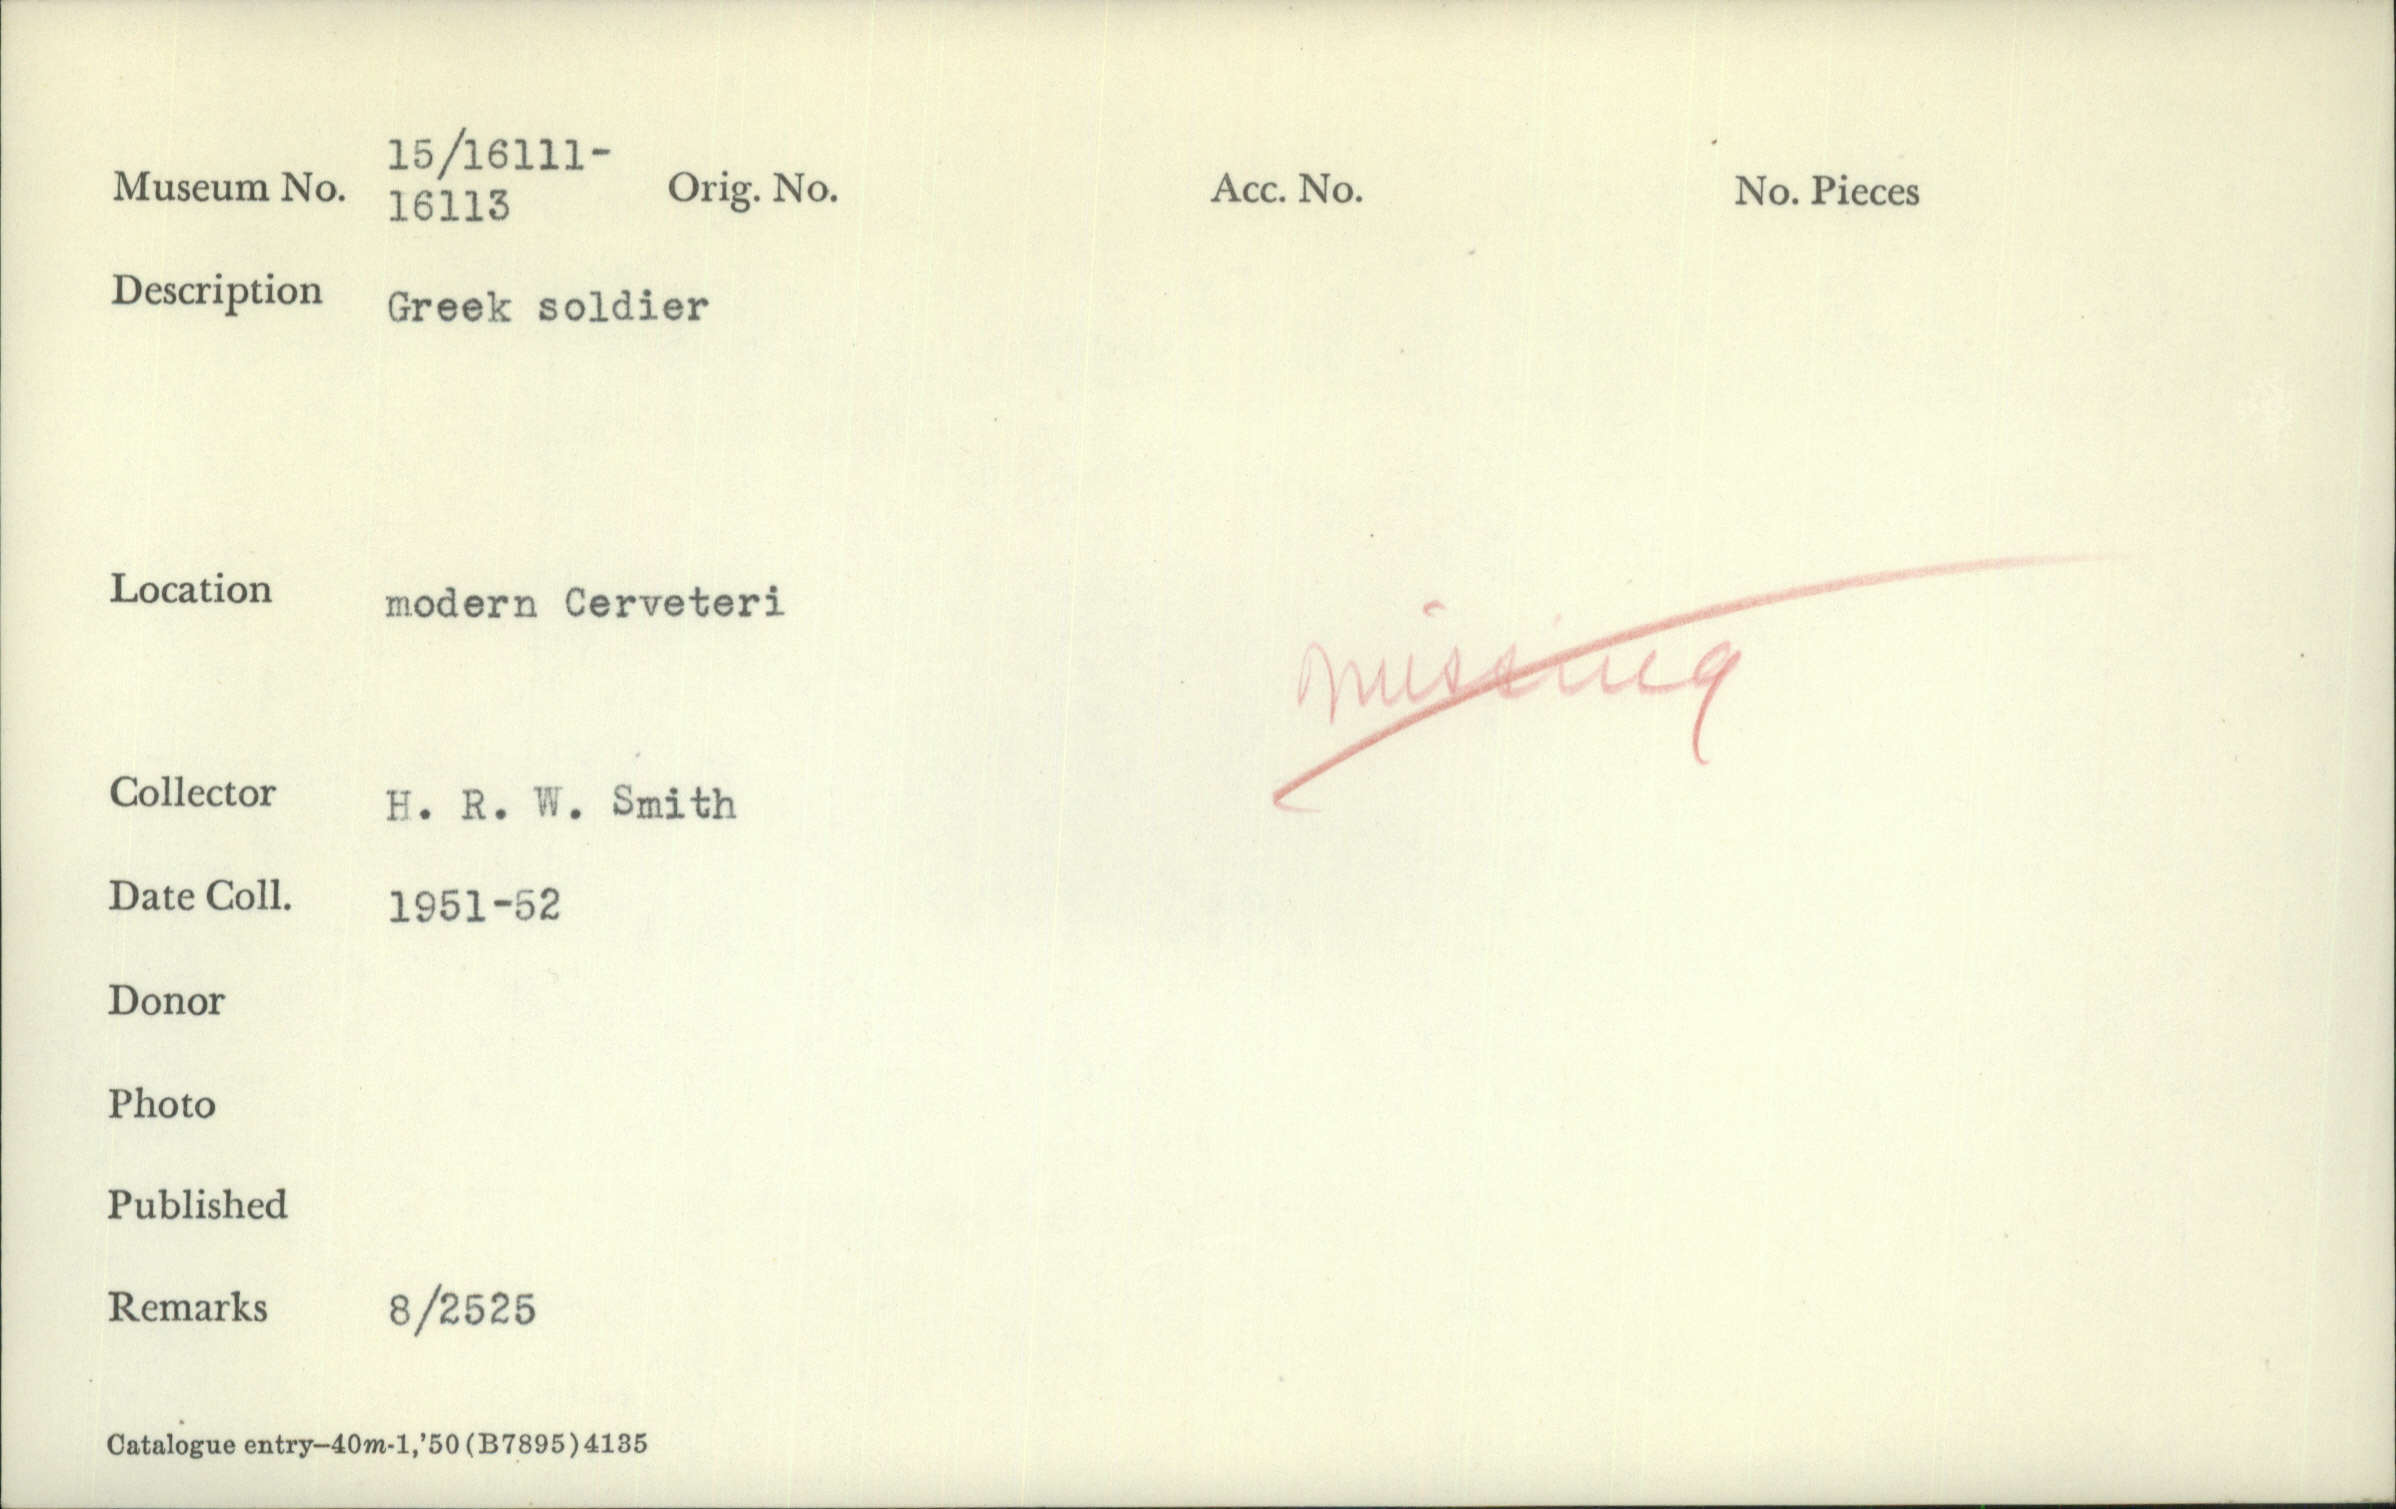 Museum No. 15/16111-
16113 Orig. No. Acc. No. No. Pieces
Description Greek soldier
Location modern Cerveteri
missing
Collector H. R. W. Smith
Date Coll. 1951-52
Donor
Photo
Published
Remarks 8/2525
Catalogue entry—40m-1,'50 (B7895) 4135